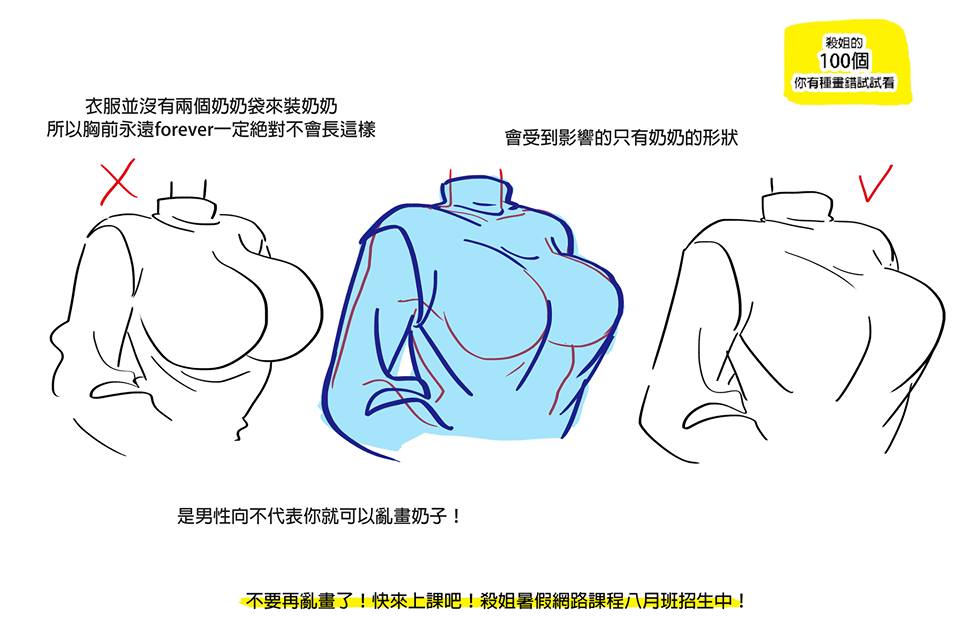 殺姐的
100個
你有種畫錯試試看
衣服並沒有兩個奶奶袋來裝奶奶
所以胸前永遠forever一定絕對不會長這樣
會受到影響的只有奶奶的形狀
是男性向不代表你就可以亂畫奶子！
不要再亂畫了！快來上課吧！殺姐暑假網路課程八月班招生中！